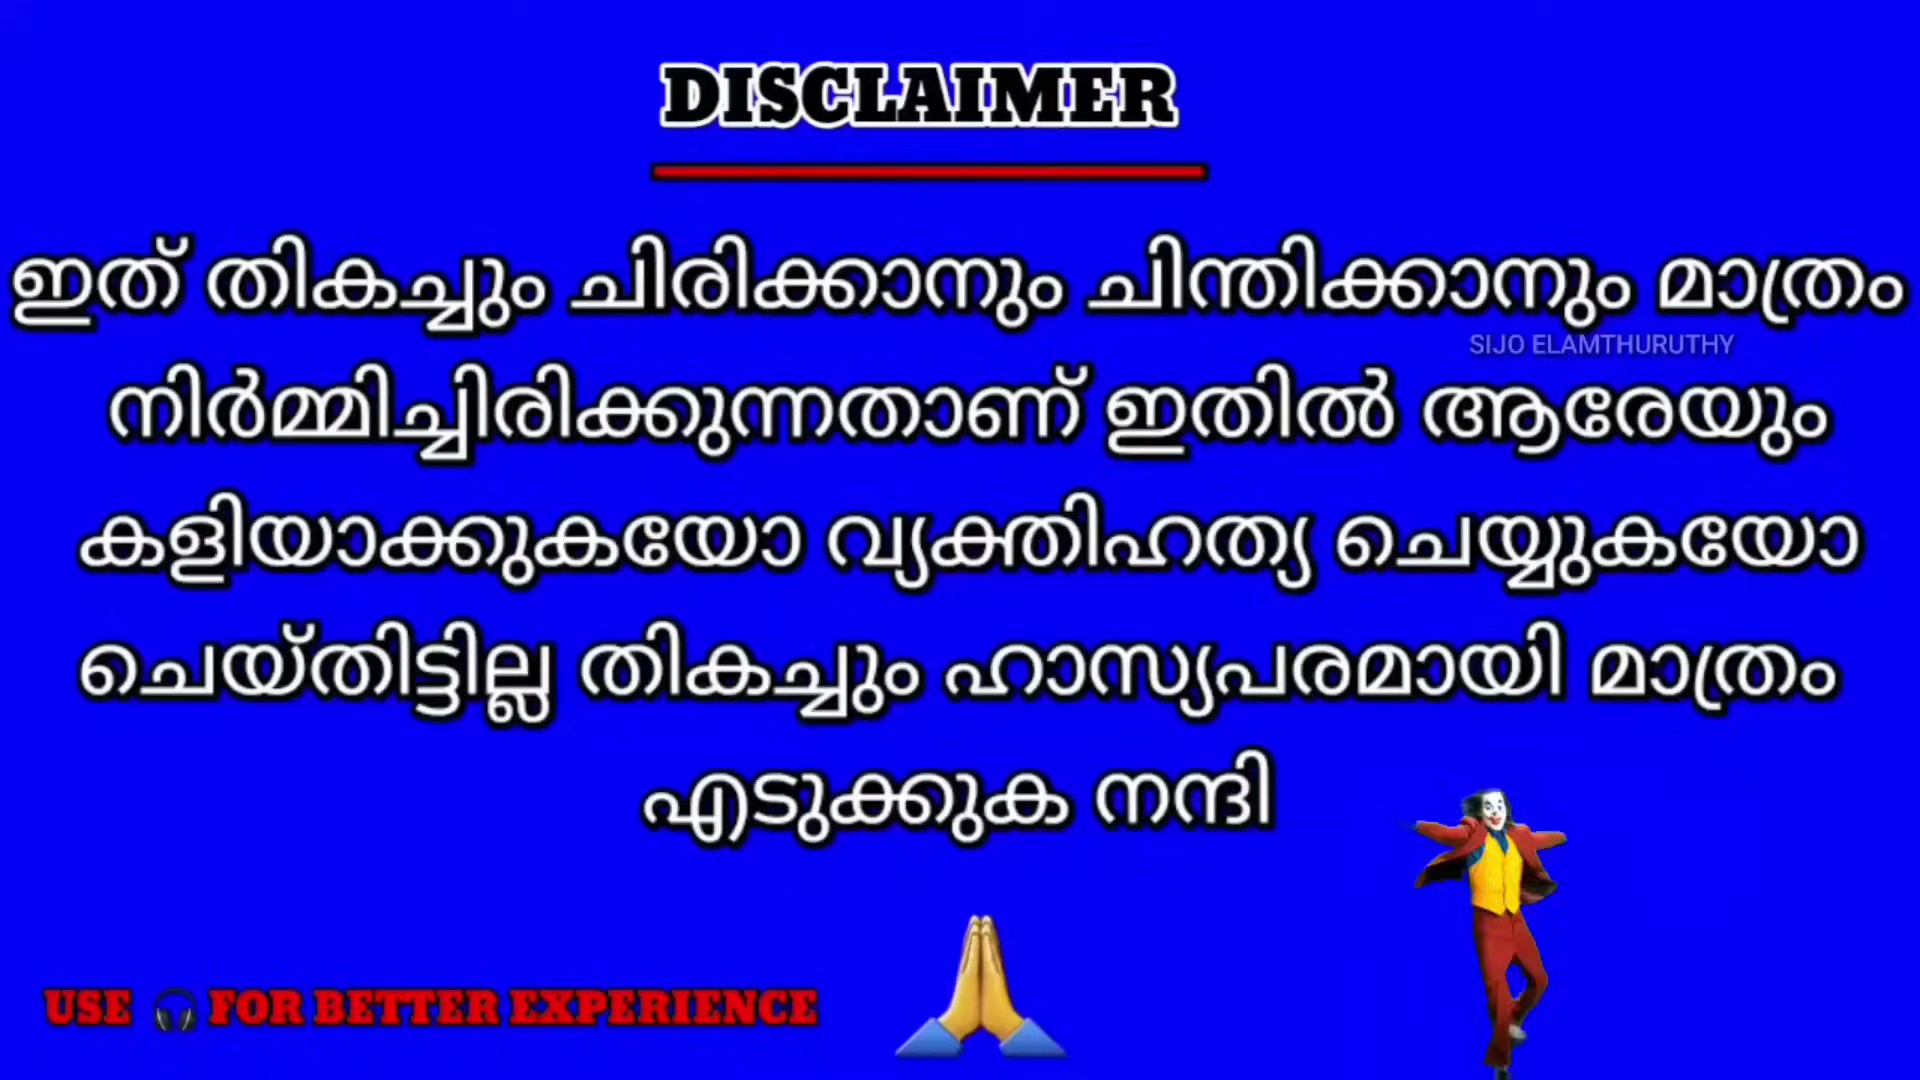 DISCLAIMER
ഇത് തികച്ചും ചിരിക്കാനും ചിന്തിക്കാനും മാത്രം
SIJO ELAMTHURUTHY
നിർമ്മിച്ചിരിക്കുന്നതാണ് ഇതിൽ ആരേയും
കളിയാക്കുകയോ വ്യക്തിഹത്യ ചെയ്യുകയോ
ചെയ്തിട്ടില്ല തികച്ചും ഹാസ്യപരമായി മാത്രം
എടുക്കുക നന്ദി
USE 🎧 FOR BETTER EXPERIENCE